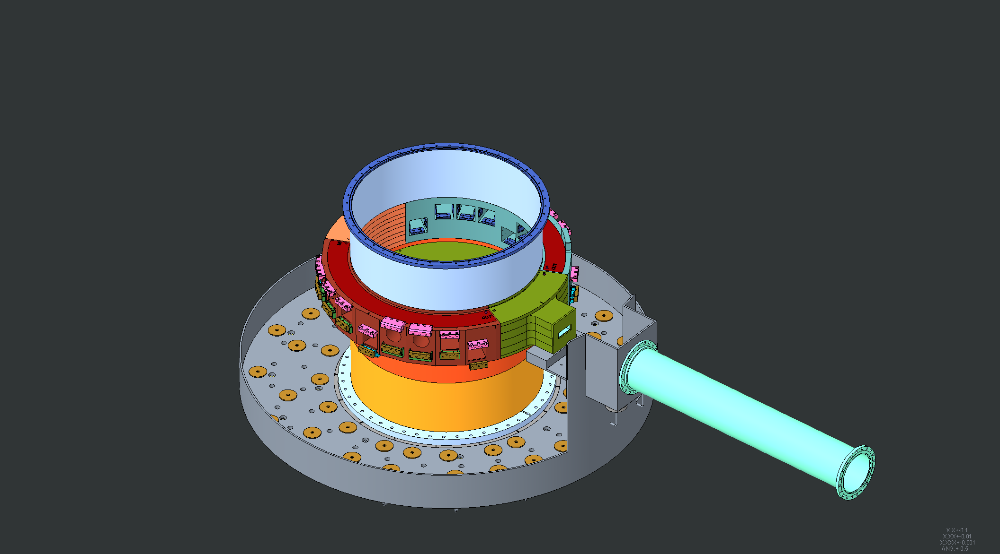 OUT
OUT
X.X+-0.1
X.XX+-0.01
X.XXX+-0.001
ANG.+-0.5